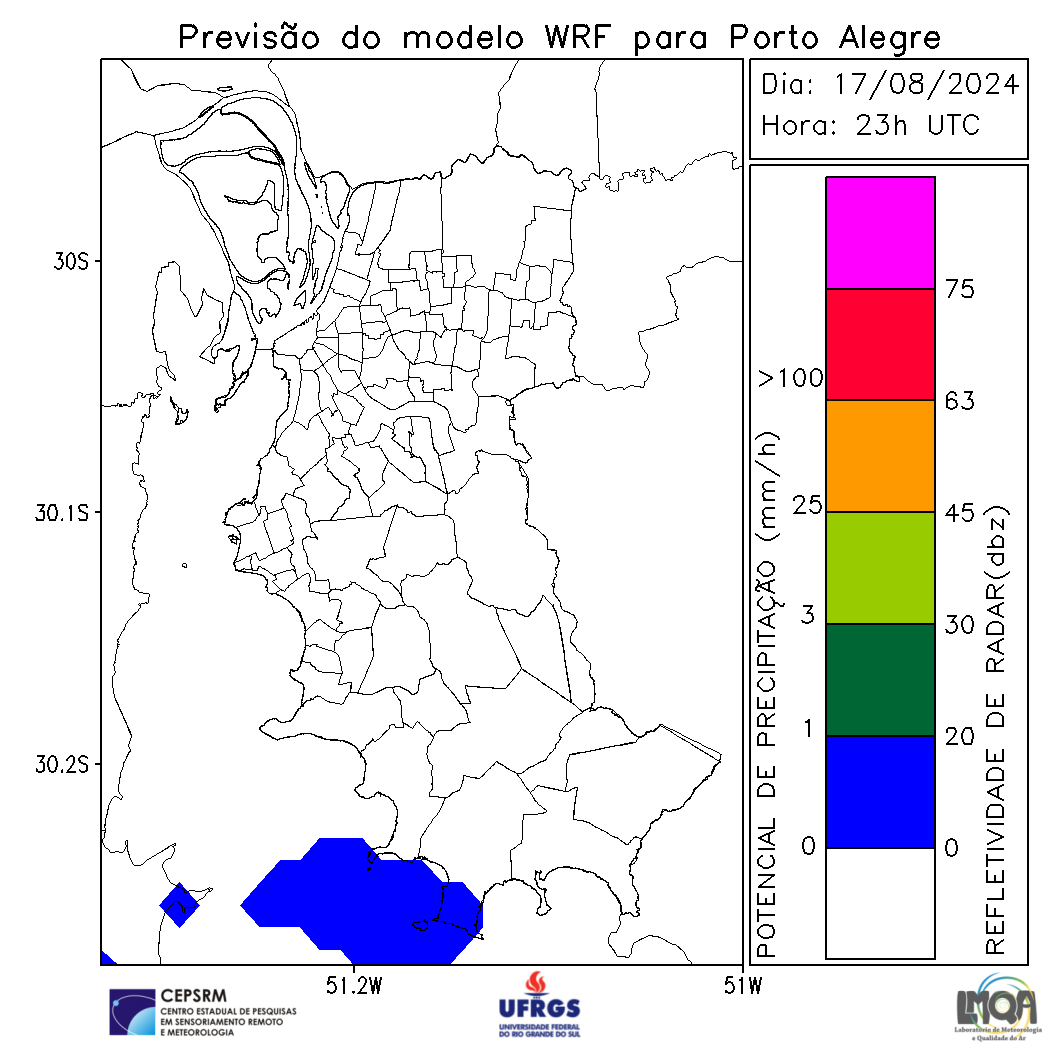 Previsão do modelo WRF para Porto Alegre
Dia: 17/08/2024
Hora: 23h UTC
30S
30.1S
30.2S
51.2W
51W
POTENCIAL DE PRECIPITAÇÃO (mm/h)
>100
25
3
1
0
75
63
45
30
20
0
REFLETIVIDADE DE RADAR(dbz)
CEPSRM
CENTRO ESTADUAL DE PESQUISAS
EM SENSORIAMENTO REMOTO
E METEOROLOGIA
UFRGS
UNIVERSIDADE FEDERAL
DO RIO GRANDE DO SUL
LMQA
Laboratório de Meteorologia
e Qualidade do Ar